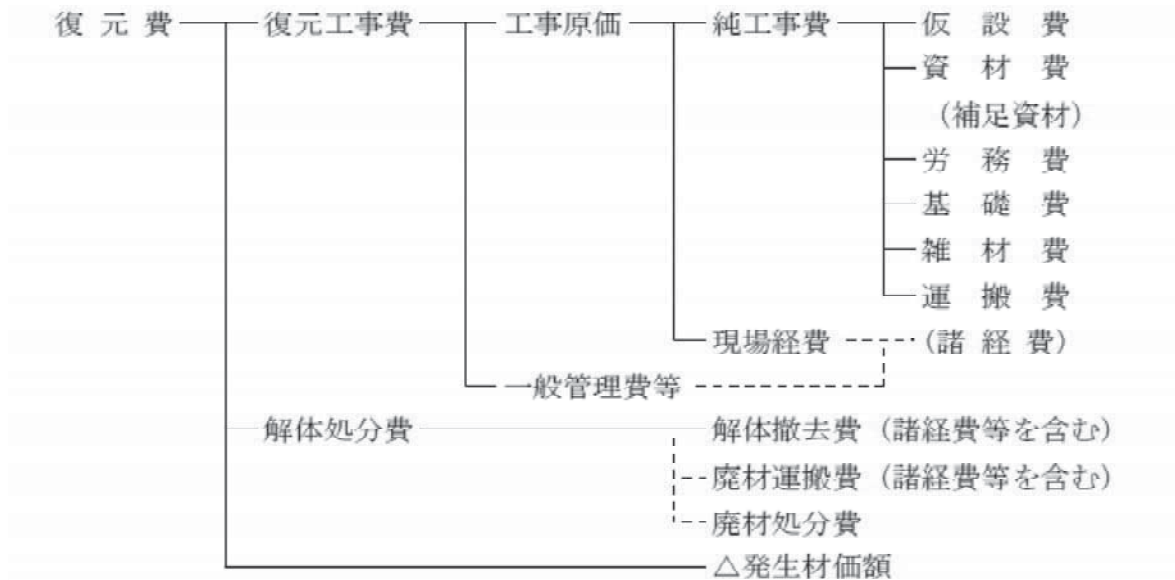 復元費 復元工事費 工事原価 純工事費 仮設費
資材費
（補足資材）
労務費
基礎費
雑材費
運搬費
現場経費 （諸経費）
一般管理費等
解体処分費 解体撤去費（諸経費等を含む）
廃材運搬費（諸経費等を含む）
廃材処分費
△発生材価額